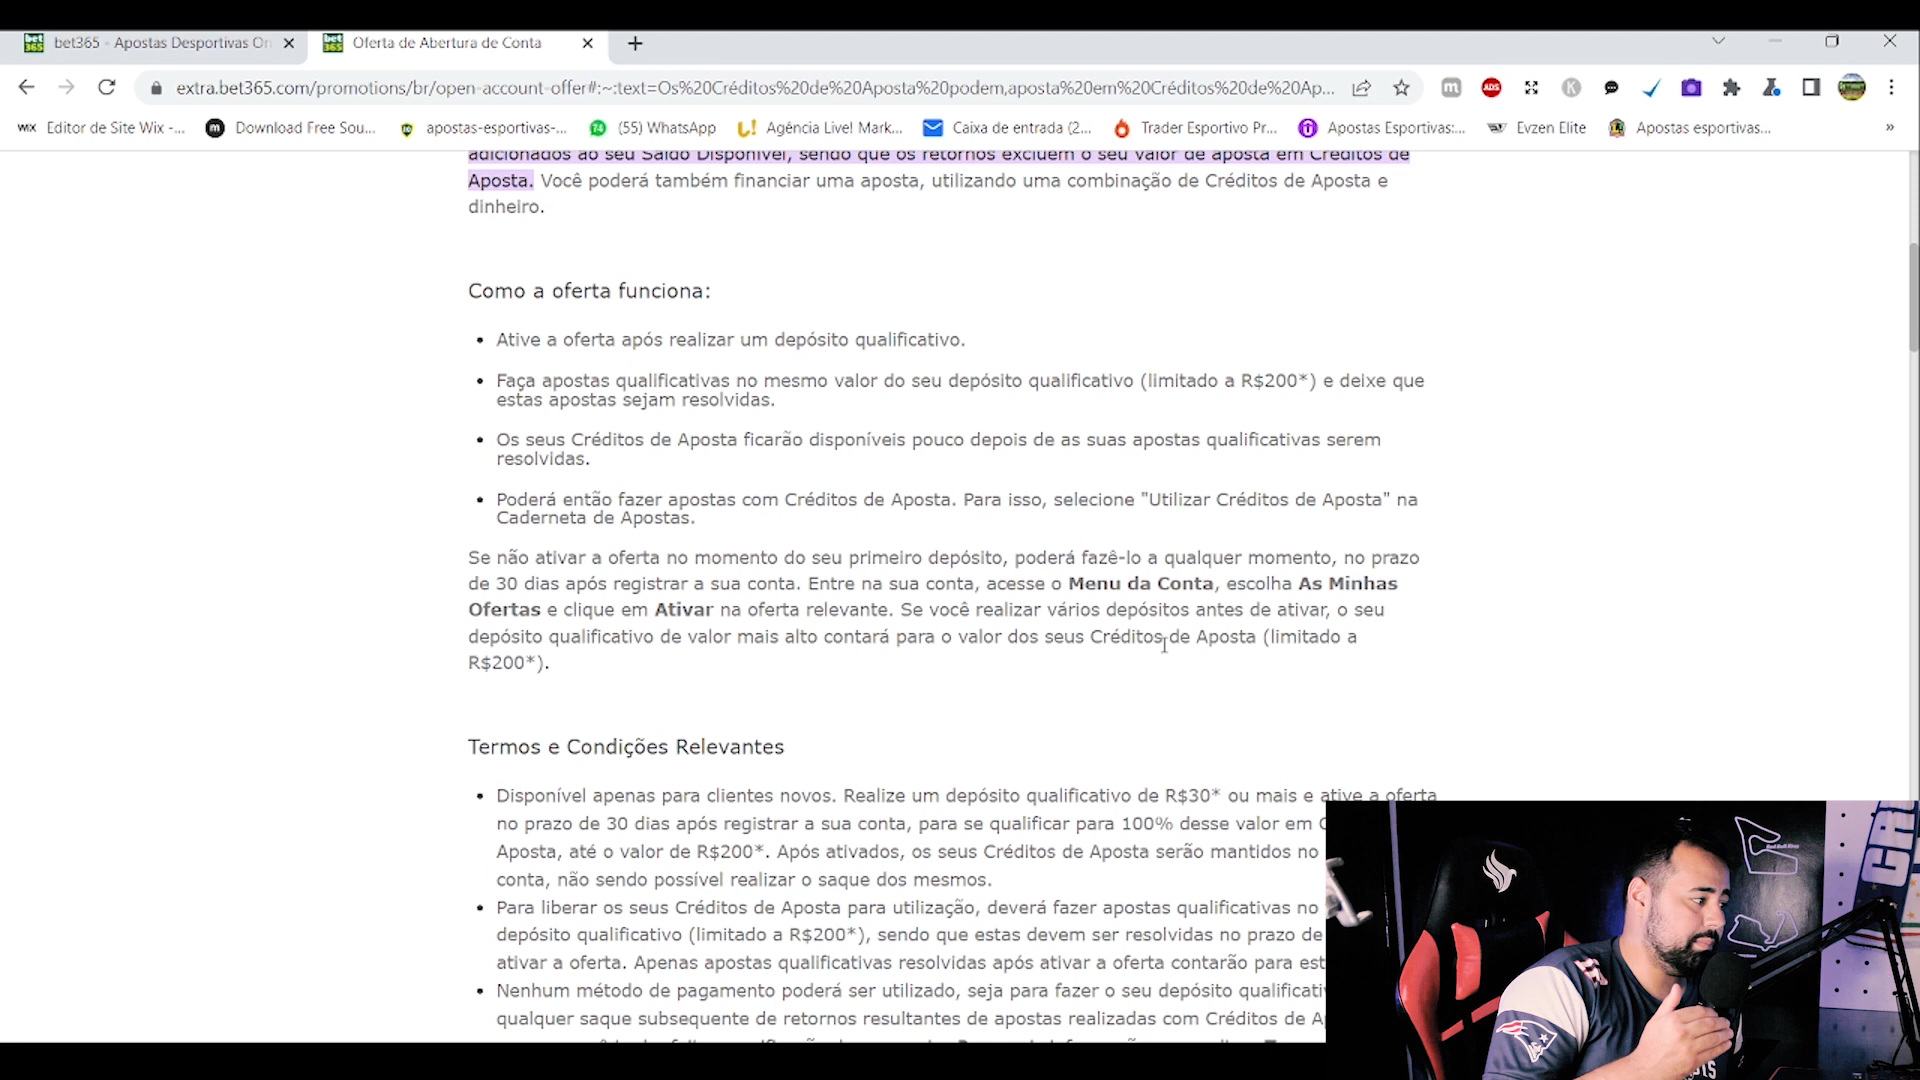 bet365 - Apostas Desportivas On
Oferta de Abertura de Conta
extra.bet365.com/promotions/br/open-account-offer#:~:text=Os%20Créditos%20de%20Aposta%20podem,aposta%20em%20Créditos%20de%20Ap...
Editor de Site Wix -...
Download Free Sou...
apostas-esportivas-...
(55) WhatsApp
Agência Live! Mark...
Caixa de entrada (2...
Trader Esportivo Pr...
Apostas Esportivas:...
Evzen Elite
Apostas esportivas...
adicionados ao seu Saldo Disponível, sendo que os retornos excluem o seu valor de aposta em Créditos de
Aposta. Você poderá também financiar uma aposta, utilizando uma combinação de Créditos de Aposta e
dinheiro.
Como a oferta funciona:
• Ative a oferta após realizar um depósito qualificativo.
• Faça apostas qualificativas no mesmo valor do seu depósito qualificativo (limitado a R$200*) e deixe que
estas apostas sejam resolvidas.
• Os seus Créditos de Aposta ficarão disponíveis pouco depois de as suas apostas qualificativas serem
resolvidas.
• Poderá então fazer apostas com Créditos de Aposta. Para isso, selecione "Utilizar Créditos de Aposta" na
Caderneta de Apostas.
Se não ativar a oferta no momento do seu primeiro depósito, poderá fazê-lo a qualquer momento, no prazo
de 30 dias após registrar a sua conta. Entre na sua conta, acesse o Menu da Conta, escolha As Minhas
Ofertas e clique em Ativar na oferta relevante. Se você realizar vários depósitos antes de ativar, o seu
depósito qualificativo de valor mais alto contará para o valor dos seus Créditos de Aposta (limitado a
R$200*).
Termos e Condições Relevantes
• Disponível apenas para clientes novos. Realize um depósito qualificativo de R$30* ou mais e ative a oferta
no prazo de 30 dias após registrar a sua conta, para se qualificar para 100% desse valor em C
Aposta, até o valor de R$200*. Após ativados, os seus Créditos de Aposta serão mantidos no
conta, não sendo possível realizar o saque dos mesmos.
• Para liberar os seus Créditos de Aposta para utilização, deverá fazer apostas qualificativas no
depósito qualificativo (limitado a R$200*), sendo que estas devem ser resolvidas no prazo de
ativar a oferta. Apenas apostas qualificativas resolvidas após ativar a oferta contarão para est
• Nenhum método de pagamento poderá ser utilizado, seja para fazer o seu depósito qualificati
qualquer saque subsequente de retornos resultantes de apostas realizadas com Créditos de Ap